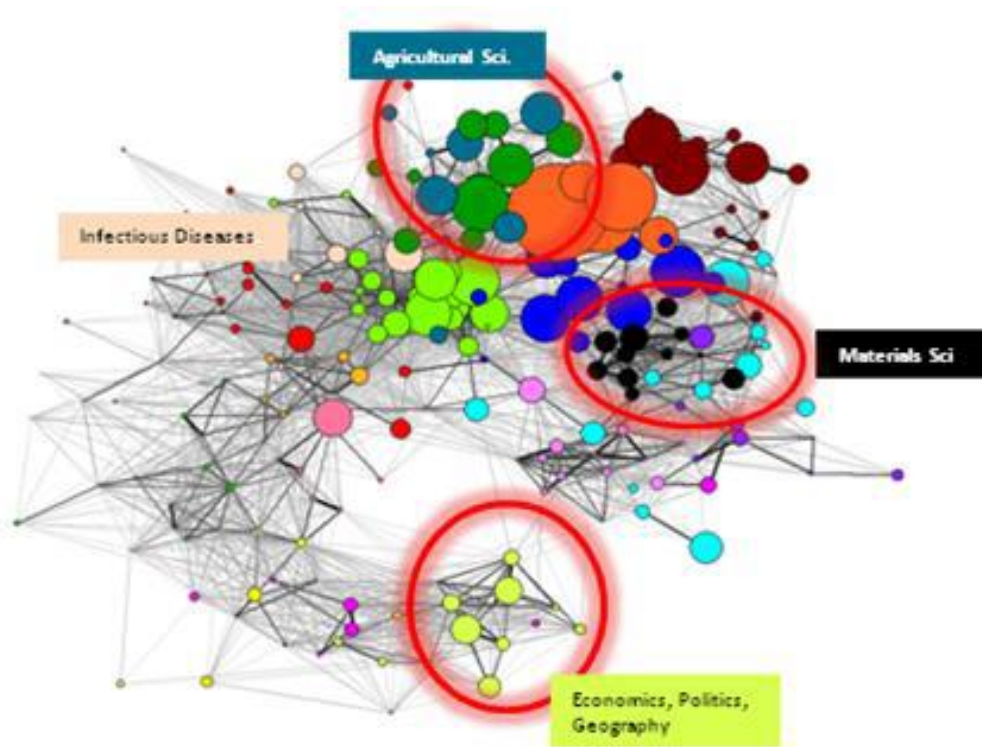 Agricultural Sci.
Infectious Diseases
Materials Sci
Economics, Politics,
Geography